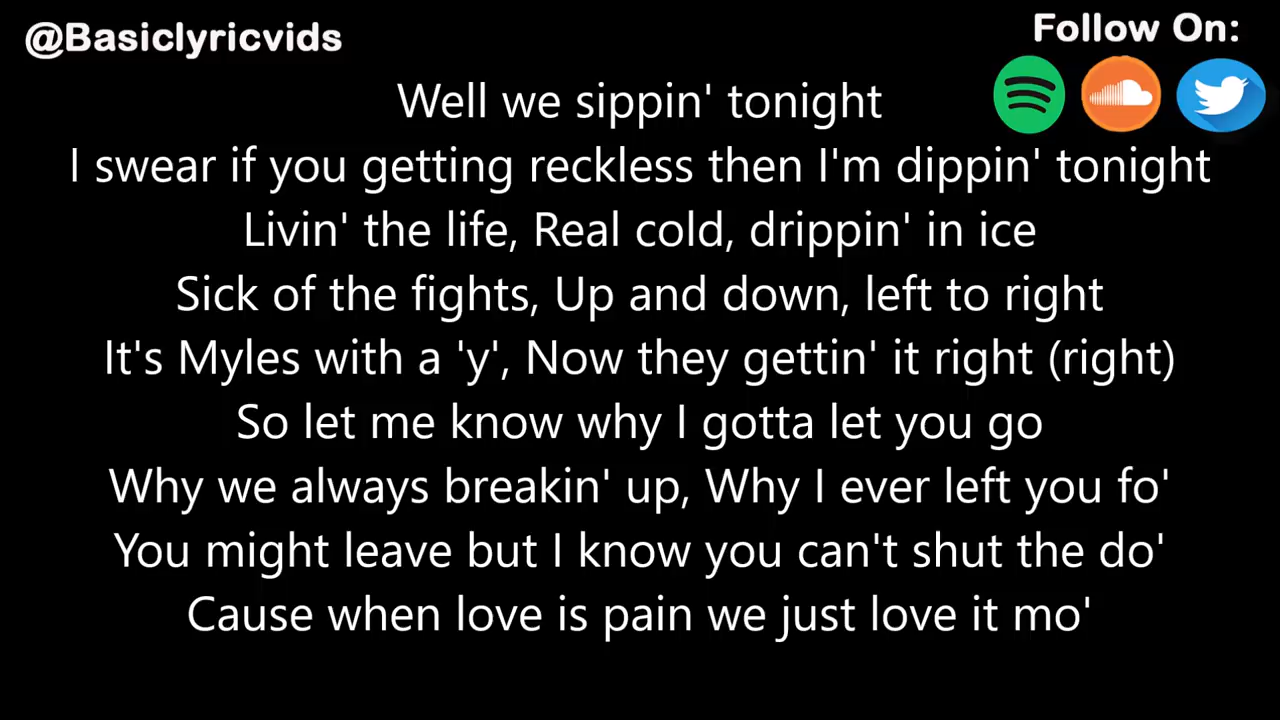 @Basiclyricvids
Follow On:
Well we sippin' tonight
I swear if you getting reckless then I'm dippin' tonight
Livin' the life, Real cold, drippin' in ice
Sick of the fights, Up and down, left to right
It's Myles with a 'y', Now they gettin' it right (right)
So let me know why I gotta let you go
Why we always breakin' up, Why I ever left you fo'
You might leave but I know you can't shut the do'
Cause when love is pain we just love it mo'